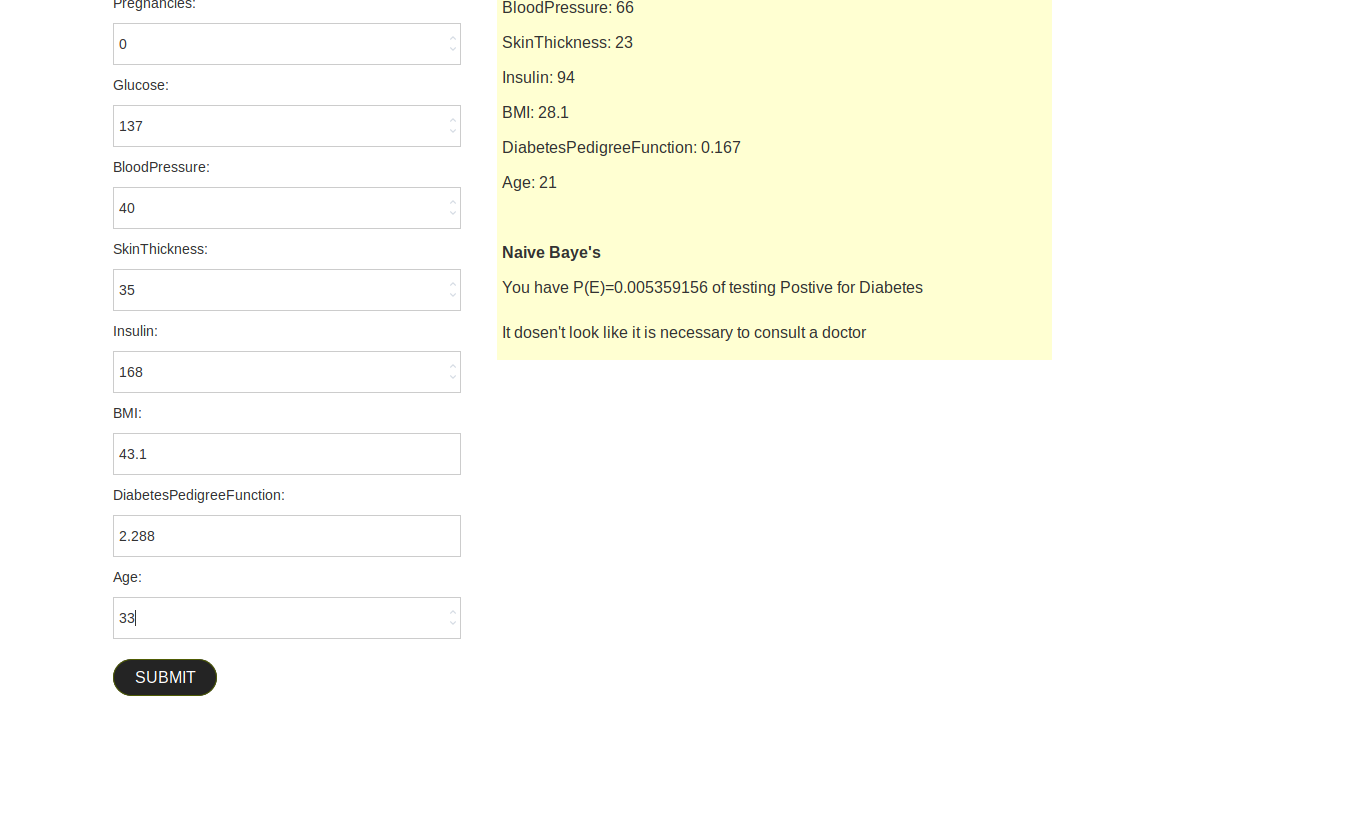 Pregnancies:
0
Glucose:
137
BloodPressure:
40
SkinThickness:
35
Insulin:
168
BMI:
43.1
DiabetesPedigreeFunction:
2.288
Age:
33
SUBMIT
BloodPressure: 66
SkinThickness: 23
Insulin: 94
BMI: 28.1
DiabetesPedigreeFunction: 0.167
Age: 21
Naive Baye's
You have P(E)=0.005359156 of testing Postive for Diabetes
It dosen't look like it is necessary to consult a doctor